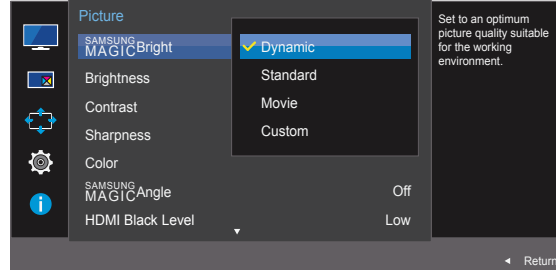 Picture
SAMSUNG
MAGICBright
Dynamic
Brightness
Standard
Contrast
Movie
Sharpness
Custom
Color
SAMSUNG
MAGICAngle Off
HDMI Black Level Low
Set to an optimum
picture quality suitable
for the working
environment.
Return